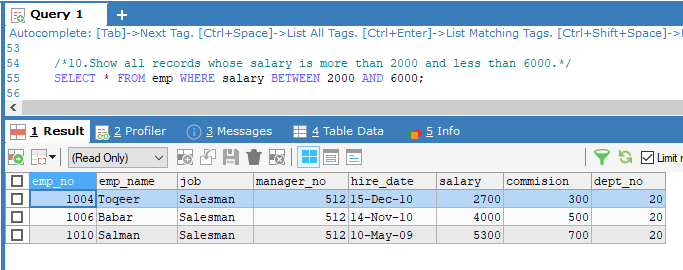 Query 1
Autocomplete: [Tab]->Next Tag. [Ctrl+Space]->List All Tags. [Ctrl+Enter]->List Matching Tags. [Ctrl+Shift+Space]->
53
54 /*10.Show all records whose salary is more than 2000 and less than 6000.*/
55 SELECT * FROM emp WHERE salary BETWEEN 2000 AND 6000;
56
1 Result 2 Profiler 3 Messages 4 Table Data 5 Info
(Read Only) Limit
emp_no emp_name job manager_no hire_date salary commision dept_no
1004 Toqeer Salesman 512 15-Dec-10 2700 300 20
1006 Babar Salesman 512 14-Nov-10 4000 500 20
1010 Salman Salesman 512 10-May-09 5300 700 20